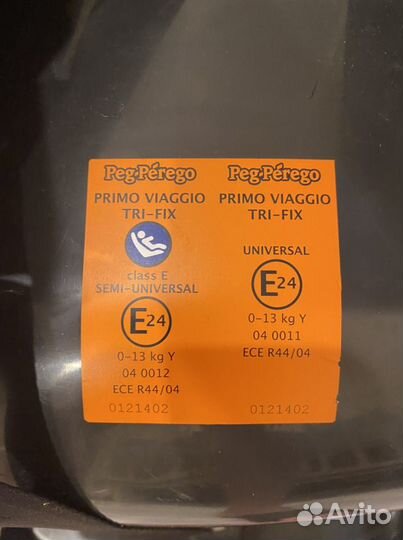 Peg-Pérego
PRIMO VIAGGIO
TRI-FIX
class E
SEMI-UNIVERSAL
E24
0-13 kg Y
04 0012
ECE R44/04
0121402
Peg-Pérego
PRIMO VIAGGIO
TRI-FIX
UNIVERSAL
E24
0-13 kg Y
04 0011
ECE R44/04
0121402
Avito